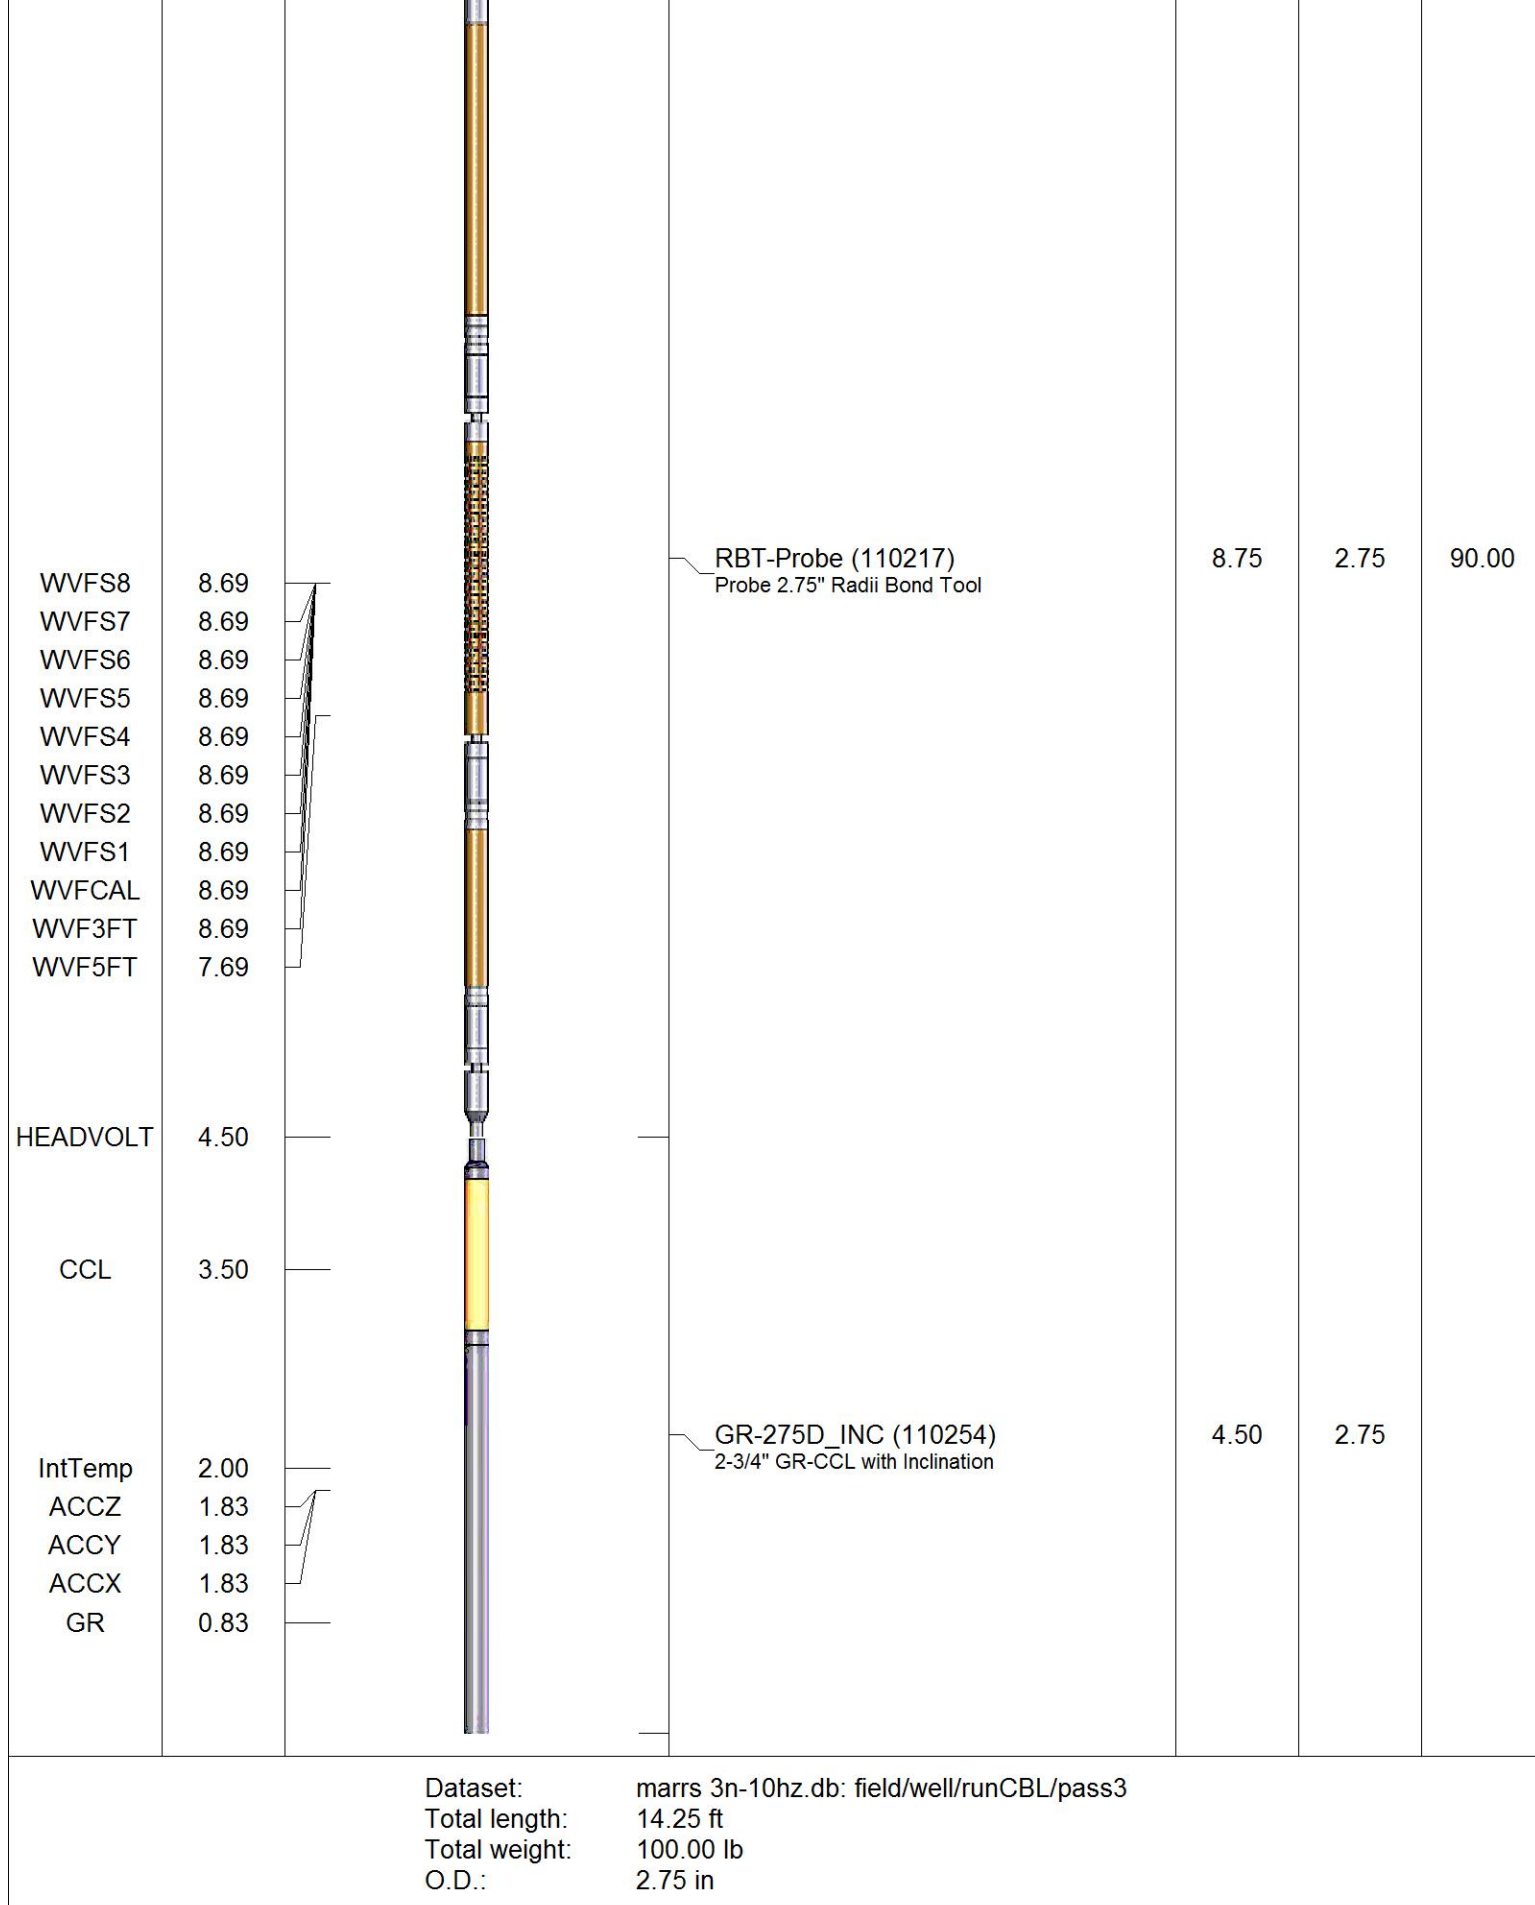 RBT-Probe (110217) 8.75 2.75 90.00
Probe 2.75" Radii Bond Tool
WVFS8 8.69
WVFS7 8.69
WVFS6 8.69
WVFS5 8.69
WVFS4 8.69
WVFS3 8.69
WVFS2 8.69
WVFS1 8.69
WVFCAL 8.69
WVF3FT 8.69
WVF5FT 7.69
HEADVOLT 4.50
CCL 3.50
GR-275D_INC (110254) 4.50 2.75
2-3/4" GR-CCL with Inclination
IntTemp 2.00
ACCZ 1.83
ACCY 1.83
ACCX 1.83
GR 0.83
Dataset: marrs 3n-10hz.db: field/well/runCBL/pass3
Total length: 14.25 ft
Total weight: 100.00 lb
O.D.: 2.75 in